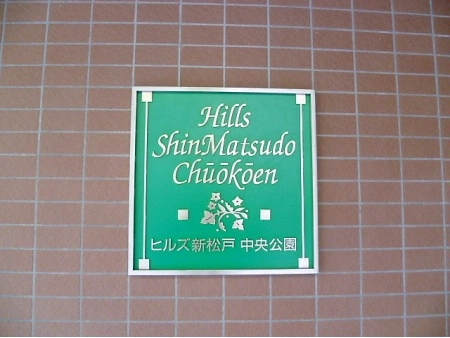 Hills
ShinMatsudo
Chūōkōen
ヒルズ新松戸 中央公園